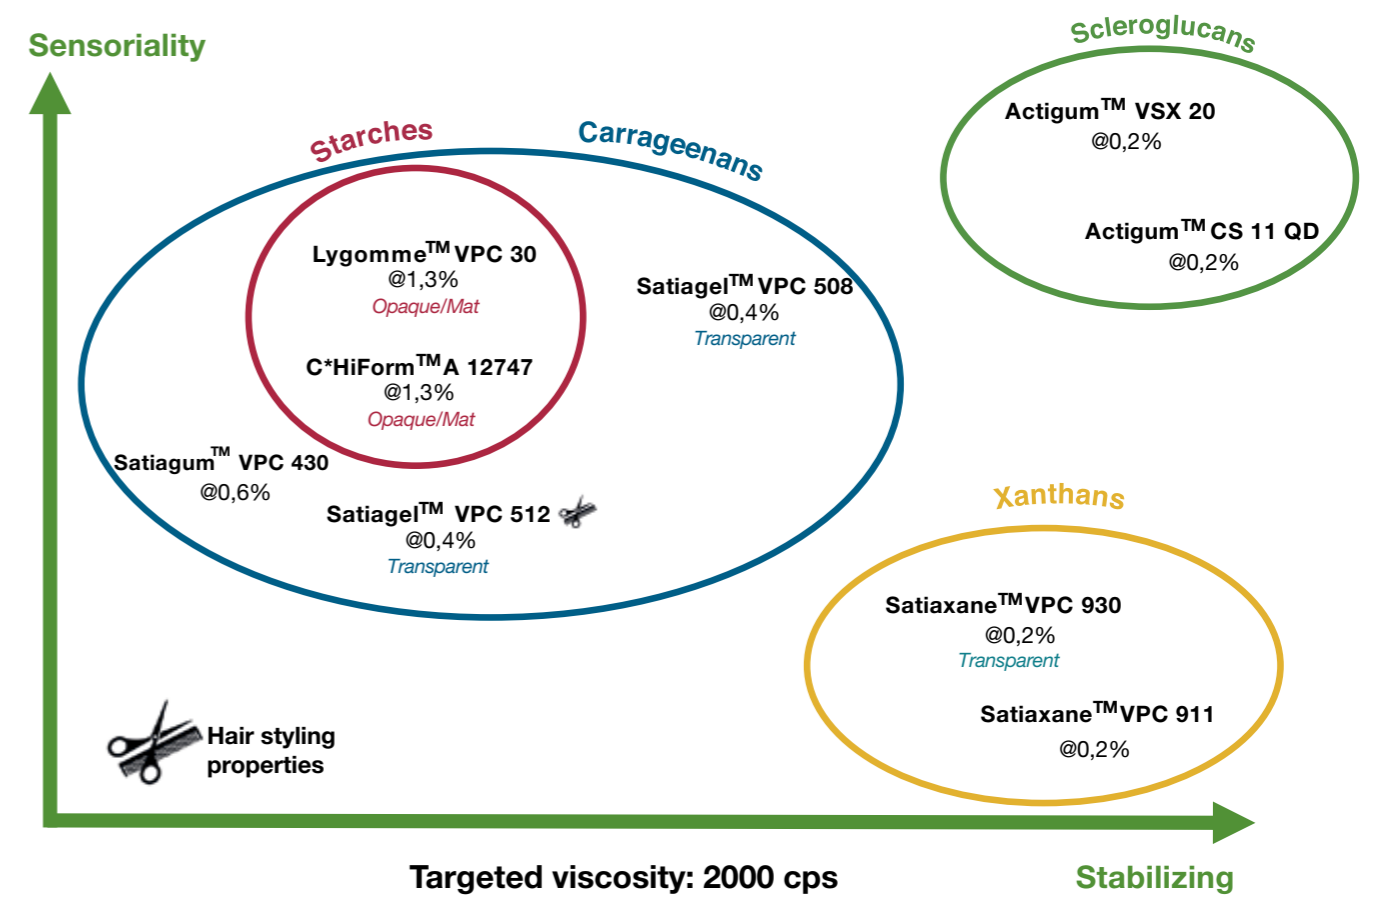 Sensoriality
Scleroglucans
Actigum™ VSX 20
@0,2%
Actigum™ CS 11 QD
@0,2%
Starches
Carrageenans
Lygomme™ VPC 30
@1,3%
Opaque/Mat
C*HiForm™ A 12747
@1,3%
Opaque/Mat
Satiagel™ VPC 508
@0,4%
Transparent
Satiagum™ VPC 430
@0,6%
Satiagel™ VPC 512
@0,4%
Transparent
Xanthans
Satiaxane™ VPC 930
@0,2%
Transparent
Satiaxane™ VPC 911
@0,2%
Hair styling
properties
Targeted viscosity: 2000 cps
Stabilizing